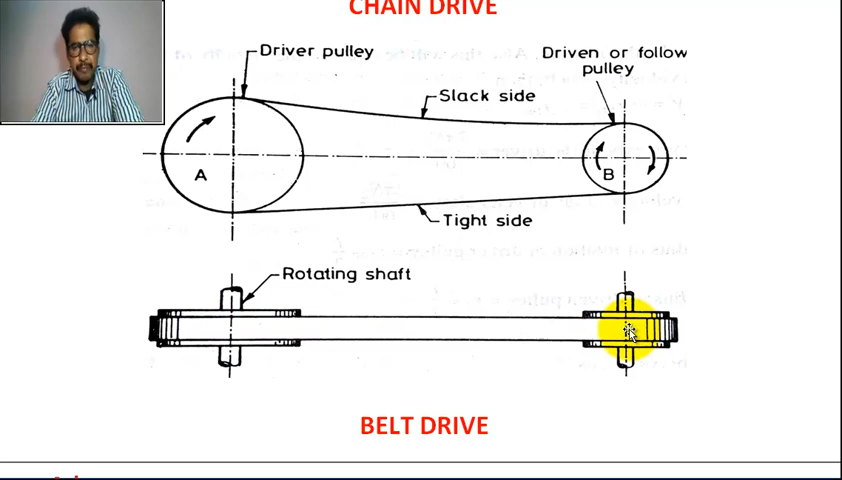 CHAIN DRIVE
Driver pulley
Driven or follow
pulley
Slack side
A
B
Tight side
Rotating shaft
BELT DRIVE